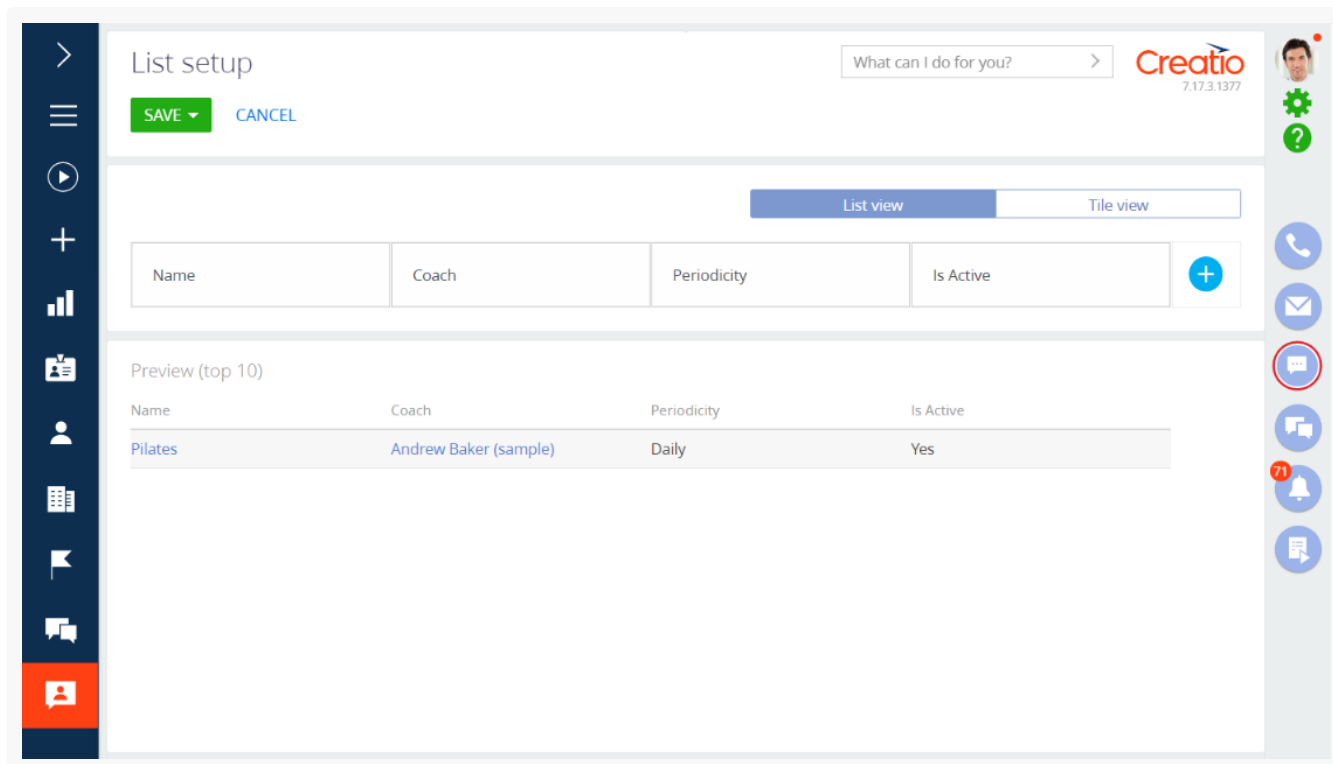 List setup
What can I do for you?
Creatio
7.17.3.1377
SAVE
CANCEL
List view
Tile view
Name
Coach
Periodicity
Is Active
Preview (top 10)
Name
Coach
Periodicity
Is Active
Pilates
Andrew Baker (sample)
Daily
Yes
71